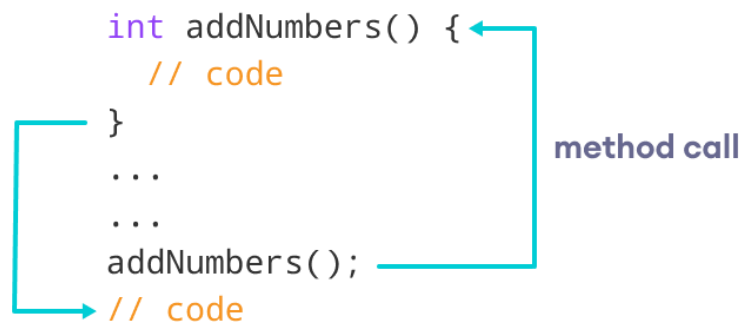 int addNumbers() {
// code
}
method call
...
...
addNumbers();
// code